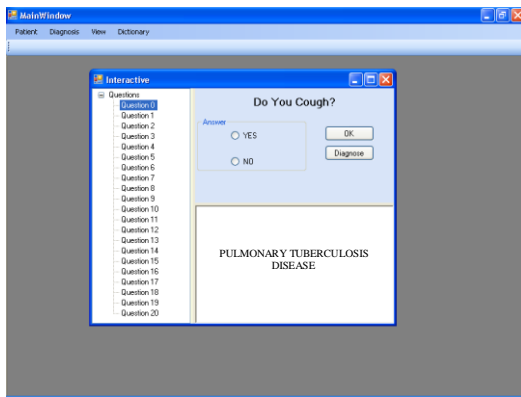 MainWindow
Patient Diagnosis View Dictionary
Interactive
Questions
Question 0
Question 1
Question 2
Question 3
Question 4
Question 5
Question 6
Question 7
Question 8
Question 9
Question 10
Question 11
Question 12
Question 13
Question 14
Question 15
Question 16
Question 17
Question 18
Question 19
Question 20
Do You Cough?
Answer
YES
NO
OK
Diagnose
PULMONARY TUBERCULOSIS
DISEASE